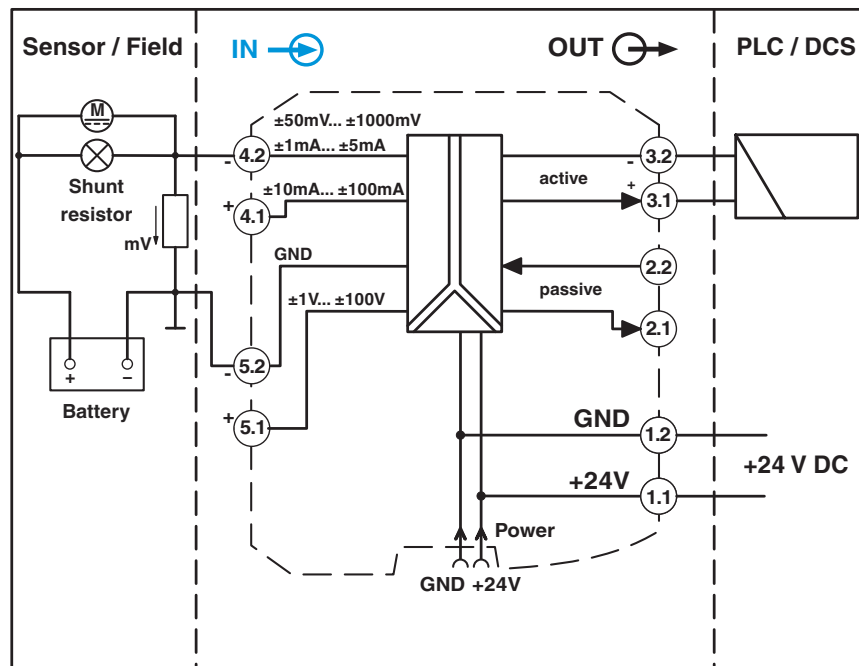 Sensor / Field
IN
OUT
PLC / DCS
±50mV... ±1000mV
M
4.2
-
±1mA... ±5mA
3.2
-
Shunt
resistor
mV
+
4.1
±10mA... ±100mA
active
+
3.1
GND
2.2
±1V... ±100V
passive
2.1
5.2
-
+
−
Battery
+
5.1
GND
1.2
+24 V DC
+24V
1.1
Power
GND +24V